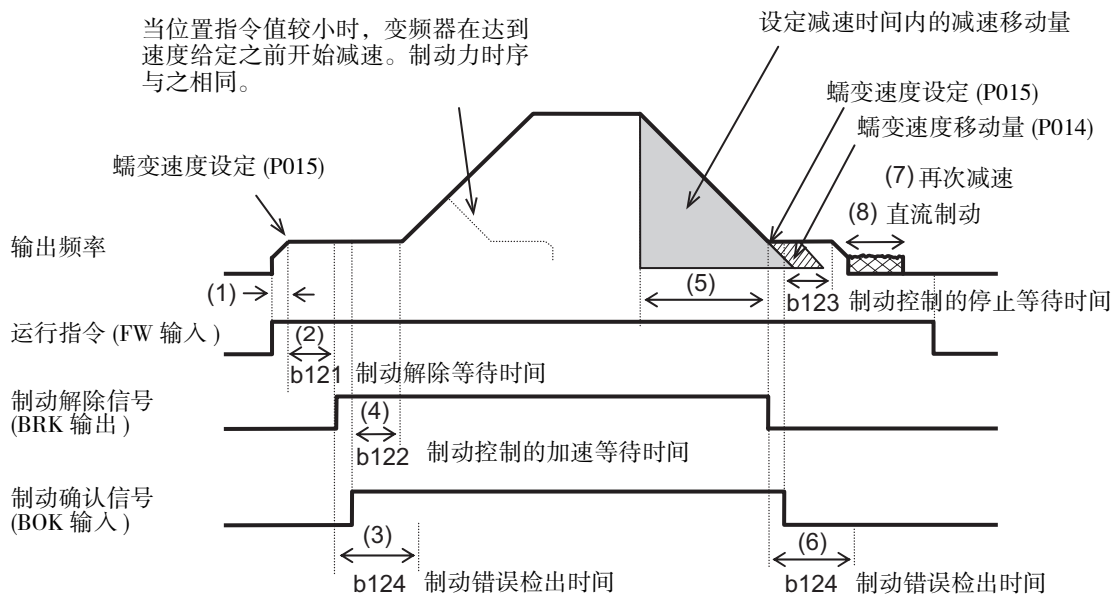 当位置指令值较小时，变频器在达到
速度给定之前开始减速。制动力时序
与之相同。
设定减速时间内的减速移动量
蠕变速度设定 (P015)
蠕变速度移动量 (P014)
蠕变速度设定 (P015)
(7) 再次减速
(8) 直流制动
输出频率
(1)
(5)
b123 制动控制的停止等待时间
运行指令 (FW 输入 )
(2)
b121 制动解除等待时间
制动解除信号
(BRK 输出 )
(4)
b122 制动控制的加速等待时间
制动确认信号
(BOK 输入 )
(3)
(6)
b124 制动错误检出时间
b124 制动错误检出时间